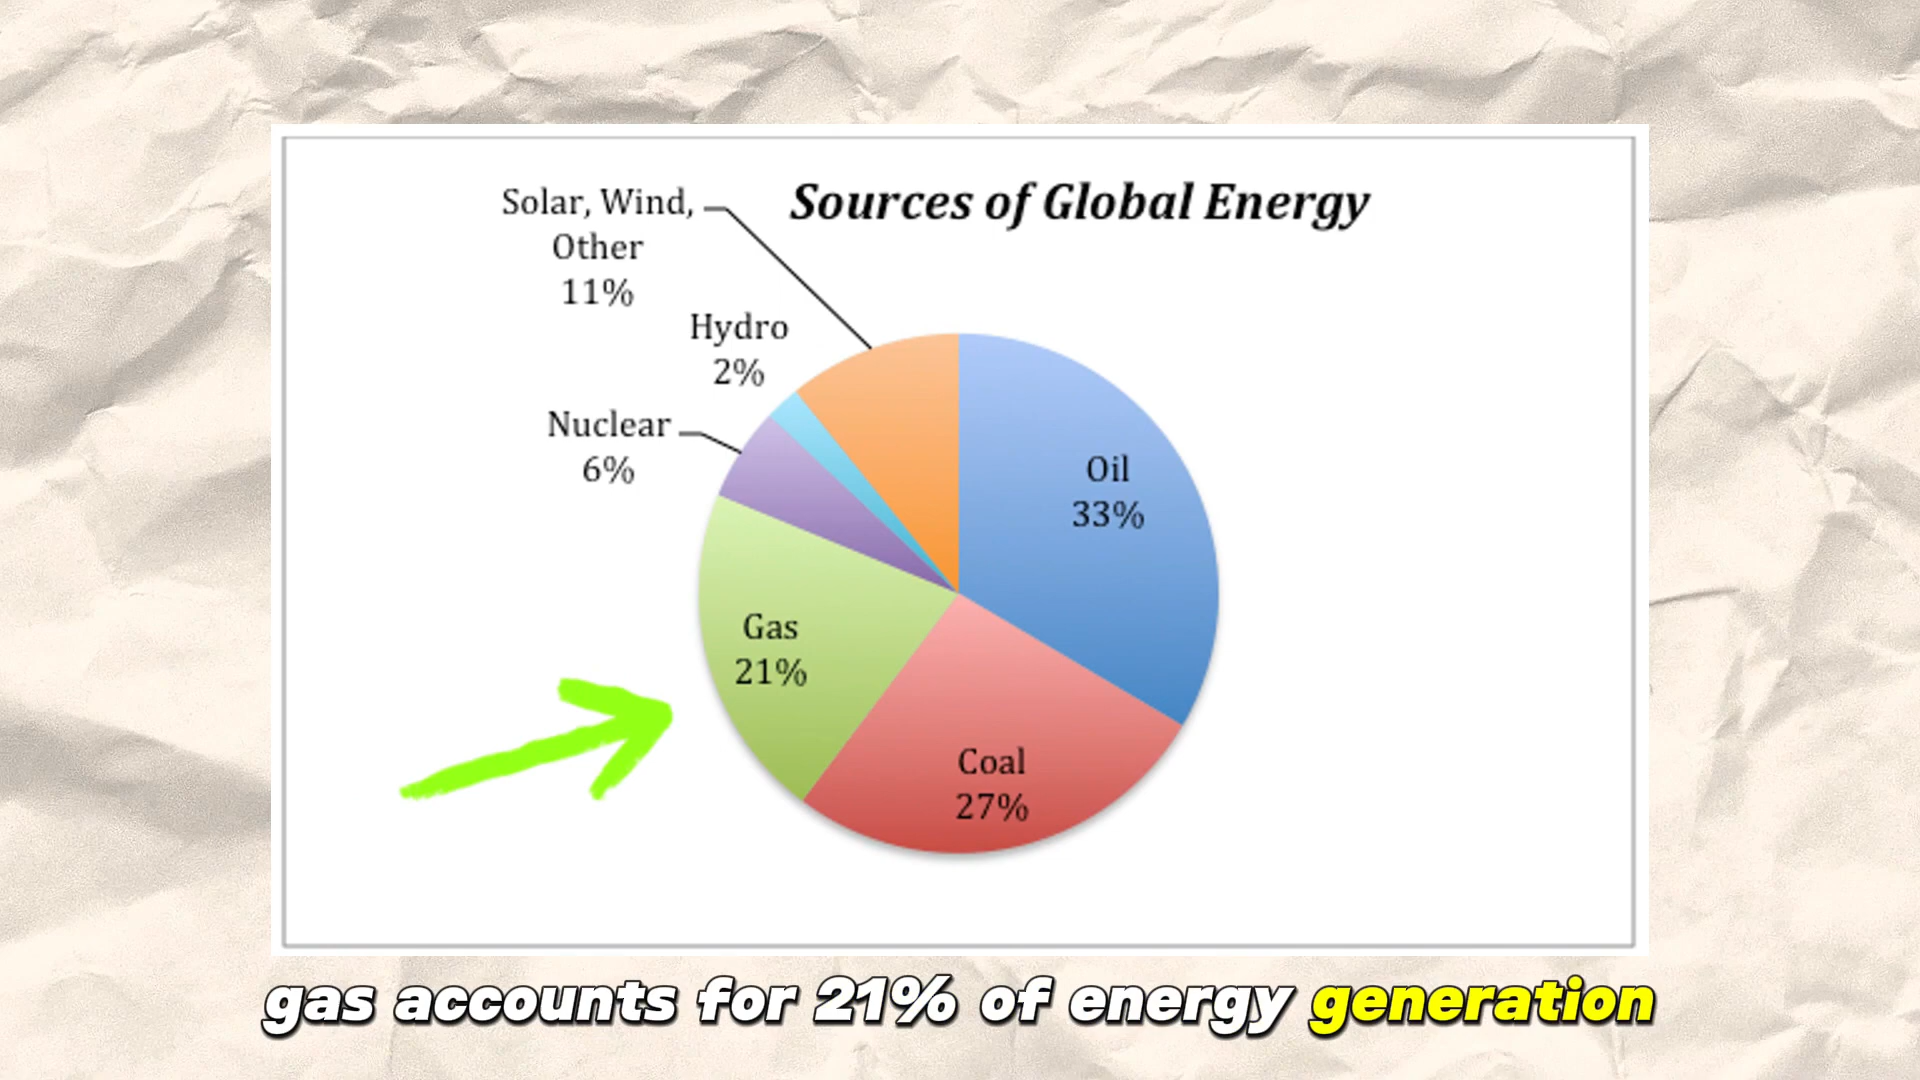 Sources of Global Energy
Solar, Wind,
Other
11%
Hydro
2%
Nuclear
6%
Oil
33%
Gas
21%
Coal
27%
gas accounts for 21% of energy generation